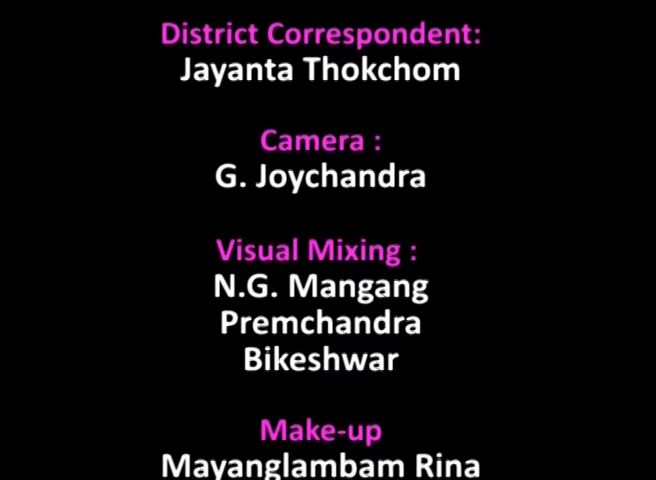 District Correspondent:
Jayanta Thokchom
Camera :
G. Joychandra
Visual Mixing :
N.G. Mangang
Premchandra
Bikeshwar
Make-up
Mayanglambam Rina